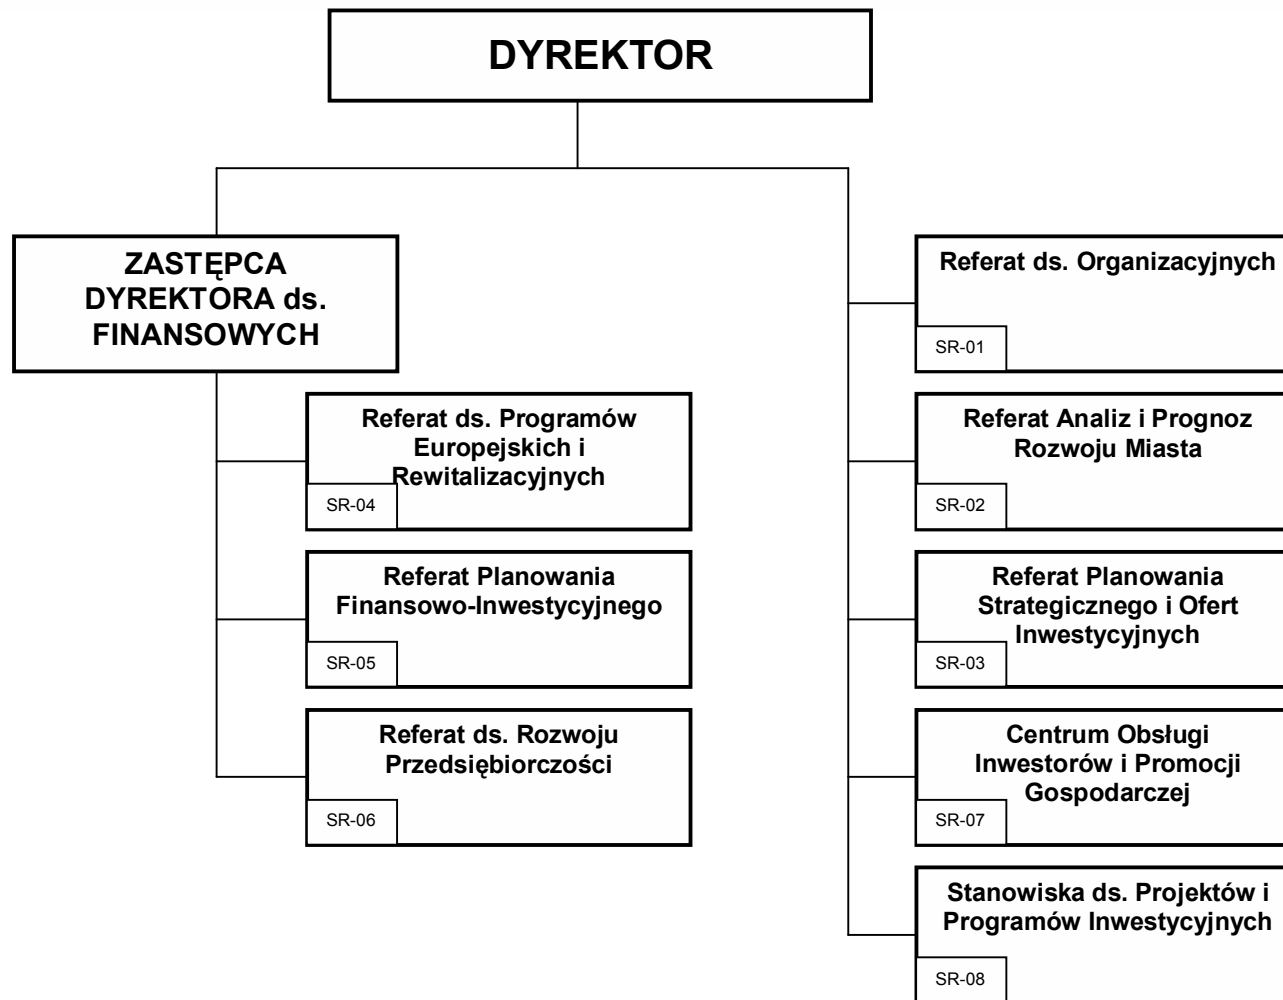 DYREKTOR
ZASTĘPCA
DYREKTORA ds.
FINANSOWYCH
Referat ds. Programów
Europejskich i
Rewitalizacyjnych
SR-04
Referat Planowania
Finansowo-Inwestycyjnego
SR-05
Referat ds. Rozwoju
Przedsiębiorczości
SR-06
Referat ds. Organizacyjnych
SR-01
Referat Analiz i Prognoz
Rozwoju Miasta
SR-02
Referat Planowania
Strategicznego i Ofert
Inwestycyjnych
SR-03
Centrum Obsługi
Inwestorów i Promocji
Gospodarczej
SR-07
Stanowiska ds. Projektów i
Programów Inwestycyjnych
SR-08